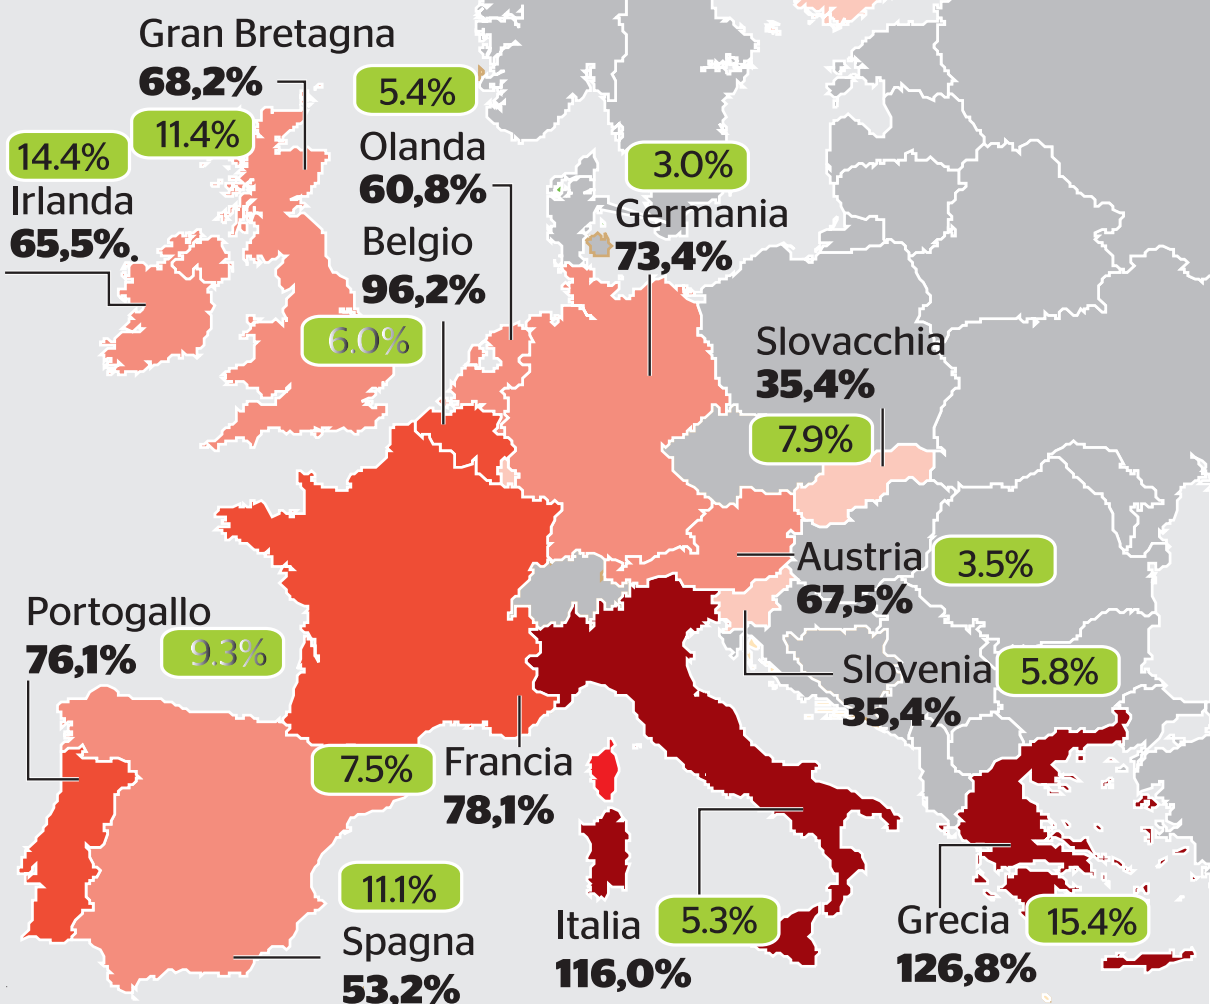 Gran Bretagna
68,2%
11.4%
5.4%
Olanda
60,8%
14.4%
Irlanda
65,5%.
3.0%
Germania
73,4%
Belgio
96,2%
6.0%
Slovacchia
35,4%
7.9%
Austria
67,5%
3.5%
Portogallo
76,1%
9.3%
Slovenia
35,4%
5.8%
7.5%
Francia
78,1%
11.1%
Spagna
53,2%
Italia
116,0%
5.3%
Grecia
126,8%
15.4%